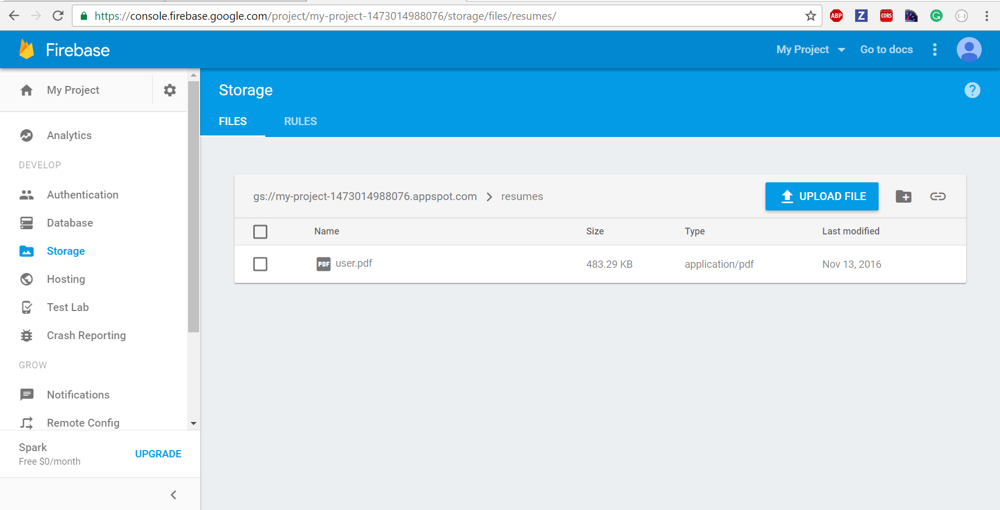 https://console.firebase.google.com/project/my-project-1473014988076/storage/files/resumes/
ABP
Z
CORS
G
{...}
Firebase
My Project
Go to docs
My Project
Storage
?
FILES
RULES
Analytics
DEVELOP
Authentication
Database
Storage
Hosting
Test Lab
Crash Reporting
GROW
Notifications
Remote Config
Spark
Free $0/month
UPGRADE
gs://my-project-1473014988076.appspot.com
resumes
UPLOAD FILE
Name Size Type Last modified
PDF user.pdf 483.29 KB application/pdf Nov 13, 2016